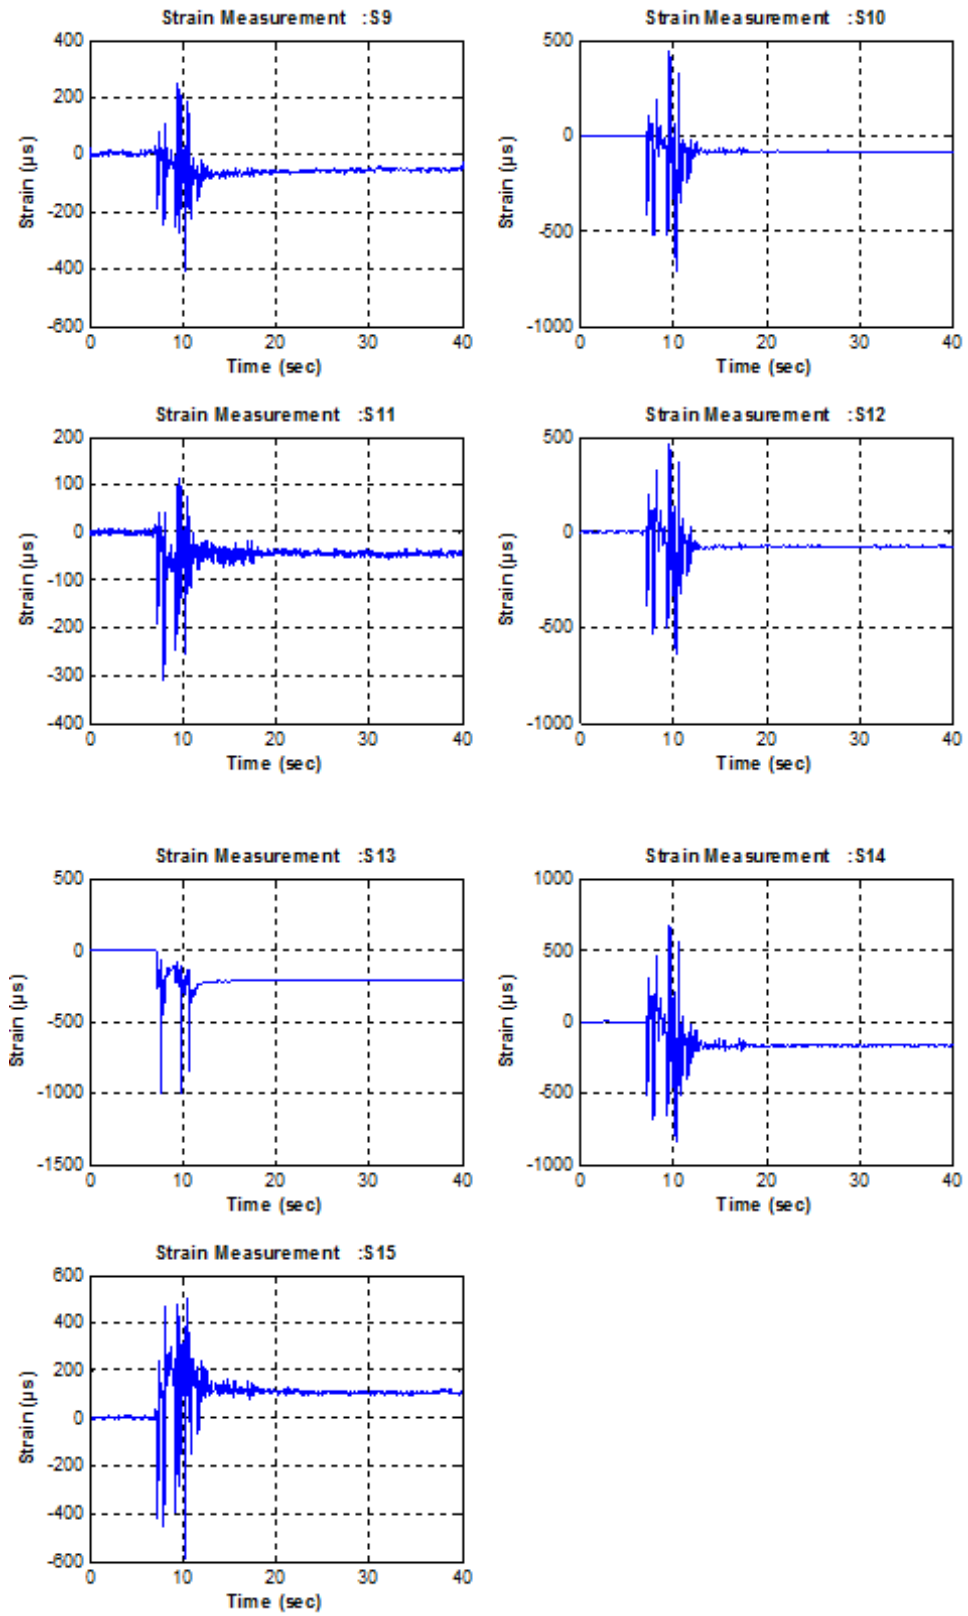 Strain Measurement :S9
400
200
0
-200
-400
-600
Strain (µs)
0 10 20 30 40
Time (sec)
Strain Measurement :S10
500
0
-500
-1000
Strain (µs)
0 10 20 30 40
Time (sec)
Strain Measurement :S11
200
100
0
-100
-200
-300
-400
Strain (µs)
0 10 20 30 40
Time (sec)
Strain Measurement :S12
500
0
-500
-1000
Strain (µs)
0 10 20 30 40
Time (sec)
Strain Measurement :S13
500
0
-500
-1000
-1500
Strain (µs)
0 10 20 30 40
Time (sec)
Strain Measurement :S14
1000
500
0
-500
-1000
Strain (µs)
0 10 20 30 40
Time (sec)
Strain Measurement :S15
600
400
200
0
-200
-400
-600
Strain (µs)
0 10 20 30 40
Time (sec)